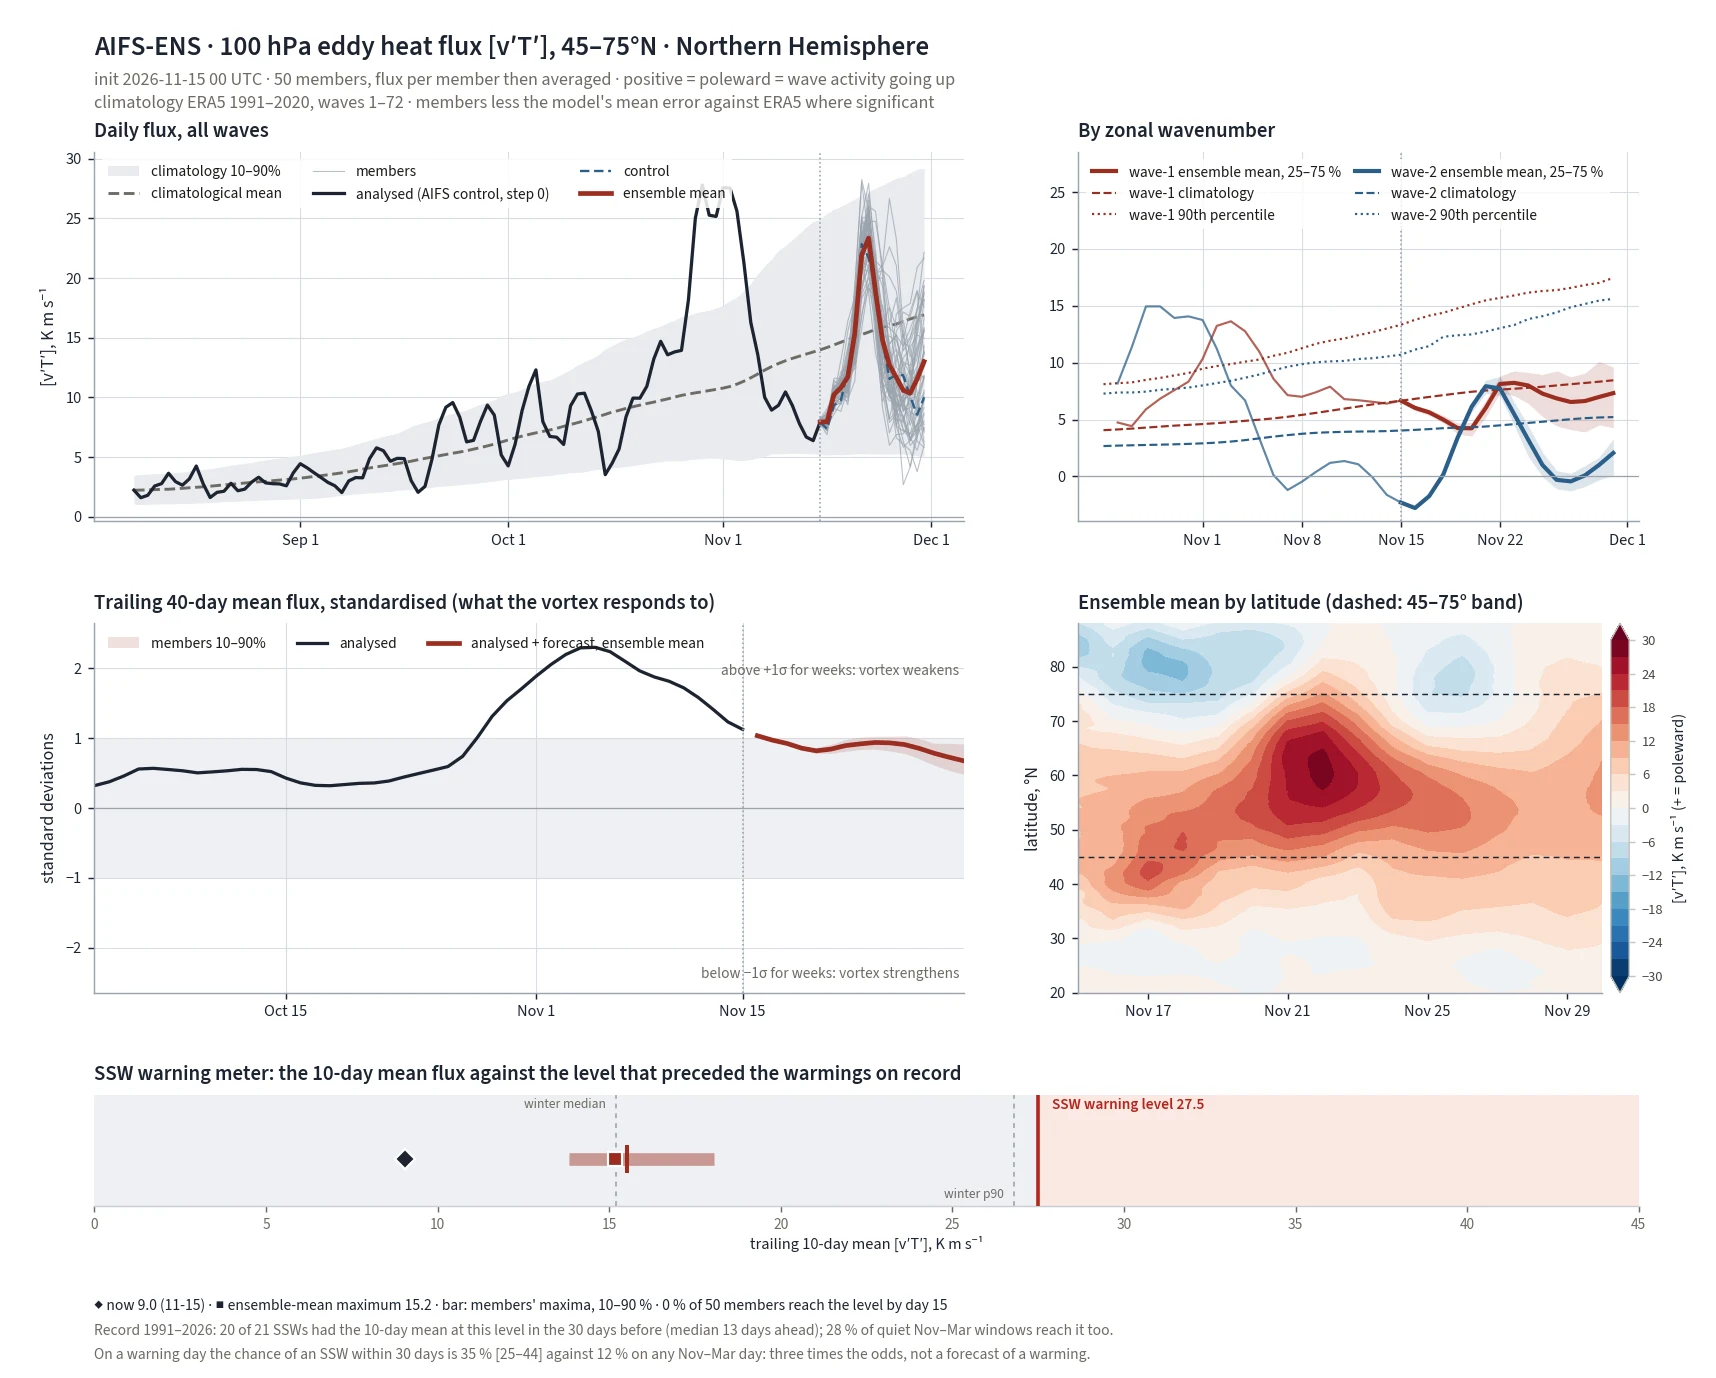 AIFS-ENS · 100 hPa eddy heat flux [v′T′], 45–75°N · Northern Hemisphere
init 2026-11-15 00 UTC · 50 members, flux per member then averaged · positive = poleward = wave activity going up
climatology ERA5 1991–2020, waves 1–72 · members less the model's mean error against ERA5 where significant
Daily flux, all waves
climatology 10–90%
members
control
climatological mean
analysed (AIFS control, step 0)
ensemble mean
[v′T′], K m s⁻¹
30
25
20
15
10
5
0
Sep 1
Oct 1
Nov 1
Dec 1
By zonal wavenumber
wave-1 ensemble mean, 25–75 %
wave-2 ensemble mean, 25–75 %
wave-1 climatology
wave-2 climatology
wave-1 90th percentile
wave-2 90th percentile
25
20
15
10
5
0
Nov 1
Nov 8
Nov 15
Nov 22
Dec 1
Trailing 40-day mean flux, standardised (what the vortex responds to)
members 10–90%
analysed
analysed + forecast, ensemble mean
above +1σ for weeks: vortex weakens
below −1σ for weeks: vortex strengthens
standard deviations
2
1
0
−1
−2
Oct 15
Nov 1
Nov 15
Ensemble mean by latitude (dashed: 45–75° band)
latitude, °N
80
70
60
50
40
30
20
Nov 17
Nov 21
Nov 25
Nov 29
30
24
18
12
6
0
−6
−12
−18
−24
−30
[v′T′], K m s⁻¹ (+ = poleward)
SSW warning meter: the 10-day mean flux against the level that preceded the warmings on record
winter median
SSW warning level 27.5
winter p90
0
5
10
15
20
25
30
35
40
45
trailing 10-day mean [v′T′], K m s⁻¹
◆ now 9.0 (11-15) · ■ ensemble-mean maximum 15.2 · bar: members' maxima, 10–90 % · 0 % of 50 members reach the level by day 15
Record 1991–2026: 20 of 21 SSWs had the 10-day mean at this level in the 30 days before (median 13 days ahead); 28 % of quiet Nov–Mar windows reach it too.
On a warning day the chance of an SSW within 30 days is 35 % [25–44] against 12 % on any Nov–Mar day: three times the odds, not a forecast of a warming.